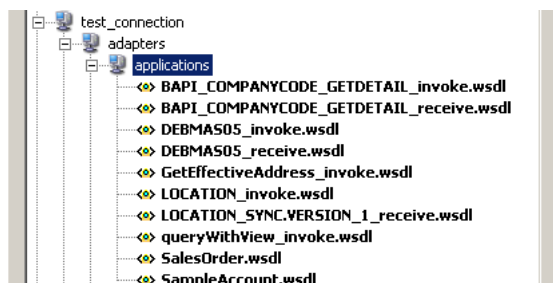 test_connection
adapters
applications
BAPI_COMPANYCODE_GETDETAIL_invoke.wsdl
BAPI_COMPANYCODE_GETDETAIL_receive.wsdl
DEBMAS05_invoke.wsdl
DEBMAS05_receive.wsdl
GetEffectiveAddress_invoke.wsdl
LOCATION_invoke.wsdl
LOCATION_SYNC.VERSION_1_receive.wsdl
queryWithView_invoke.wsdl
SalesOrder.wsdl
SampleAccount.wsdl